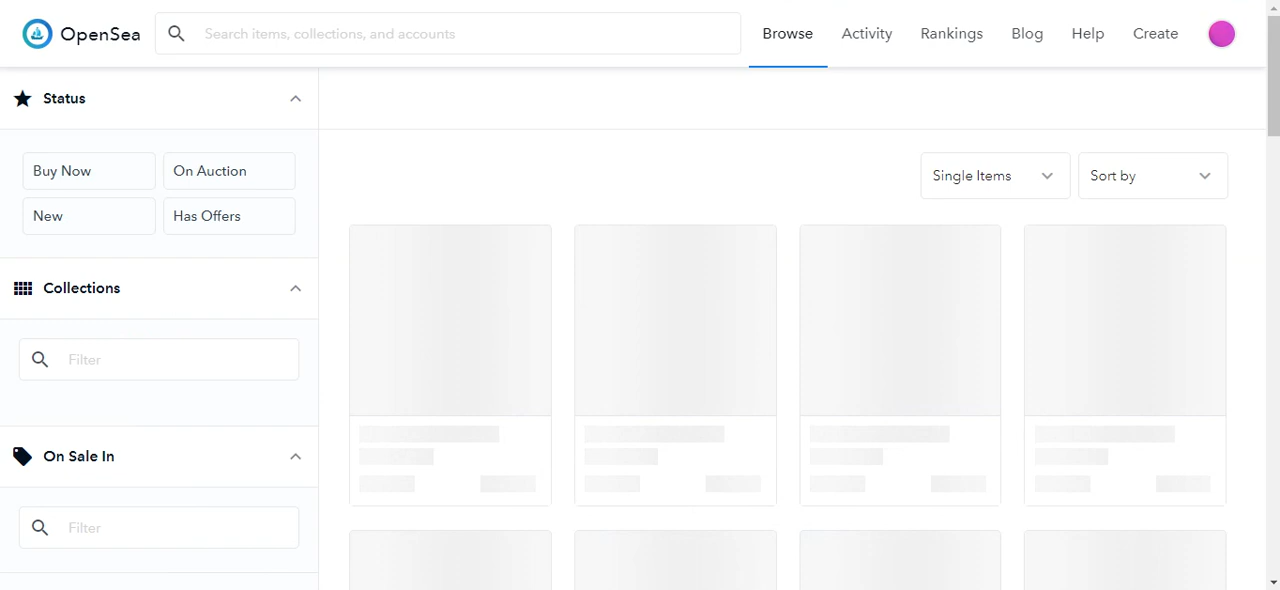 OpenSea
Search items, collections, and accounts
Browse
Activity
Rankings
Blog
Help
Create
Status
Buy Now
On Auction
New
Has Offers
Collections
Filter
On Sale In
Filter
Single Items
Sort by